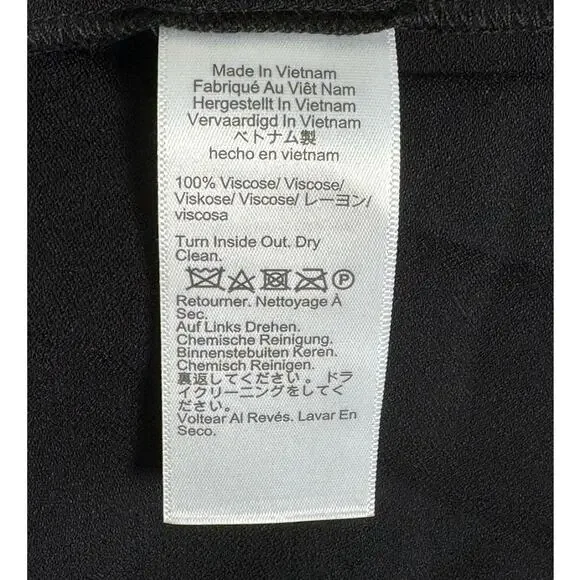 Made In Vietnam
Fabriqué Au Viêt Nam
Hergestellt In Vietnam
Vervaardigd In Vietnam
ベトナム製
hecho en vietnam
100% Viscose/ Viscose/
Viskose/ Viscose/ レーヨン/
viscosa
Turn Inside Out. Dry
Clean.
P
Retourner. Nettoyage À
Sec.
Auf Links Drehen.
Chemische Reinigung.
Binnenstebuiten Keren.
Chemisch Reinigen.
裏返してください 。 ドラ
イクリーニングをしてく
ださい。
Voltear Al Revés. Lavar En
Seco.